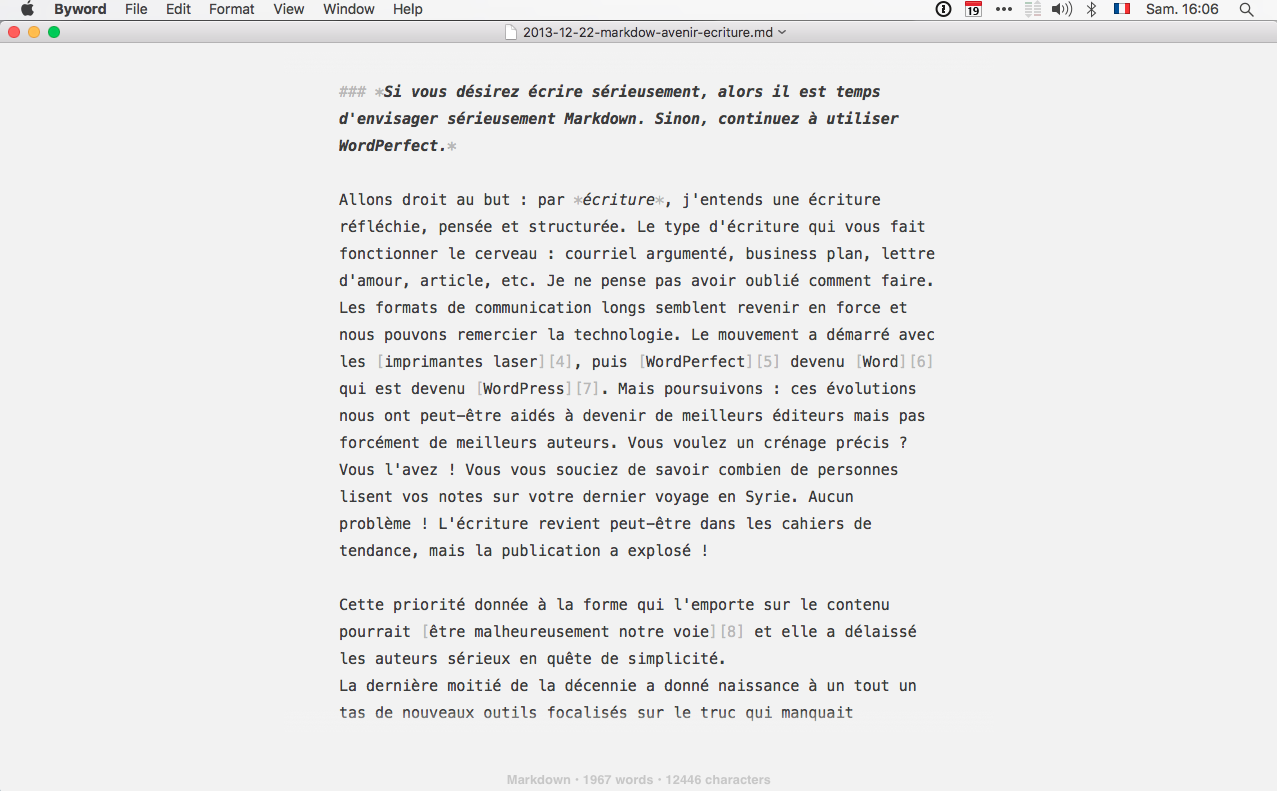 Byword File Edit Format View Window Help 19 Sam. 16:06
2013-12-22-markdow-avenir-ecriture.md
### *Si vous désirez écrire sérieusement, alors il est temps
d'envisager sérieusement Markdown. Sinon, continuez à utiliser
WordPerfect.*
Allons droit au but : par *écriture*, j'entends une écriture
réfléchie, pensée et structurée. Le type d'écriture qui vous fait
fonctionner le cerveau : courriel argumenté, business plan, lettre
d'amour, article, etc. Je ne pense pas avoir oublié comment faire.
Les formats de communication longs semblent revenir en force et
nous pouvons remercier la technologie. Le mouvement a démarré avec
les [imprimantes laser][4], puis [WordPerfect][5] devenu [Word][6]
qui est devenu [WordPress][7]. Mais poursuivons : ces évolutions
nous ont peut-être aidés à devenir de meilleurs éditeurs mais pas
forcément de meilleurs auteurs. Vous voulez un crénage précis ?
Vous l'avez ! Vous vous souciez de savoir combien de personnes
lisent vos notes sur votre dernier voyage en Syrie. Aucun
problème ! L'écriture revient peut-être dans les cahiers de
tendance, mais la publication a explosé !
Cette priorité donnée à la forme qui l'emporte sur le contenu
pourrait [être malheureusement notre voie][8] et elle a délaissé
les auteurs sérieux en quête de simplicité.
La dernière moitié de la décennie a donné naissance à un tout un
tas de nouveaux outils focalisés sur le truc qui manquait
Markdown · 1967 words · 12446 characters